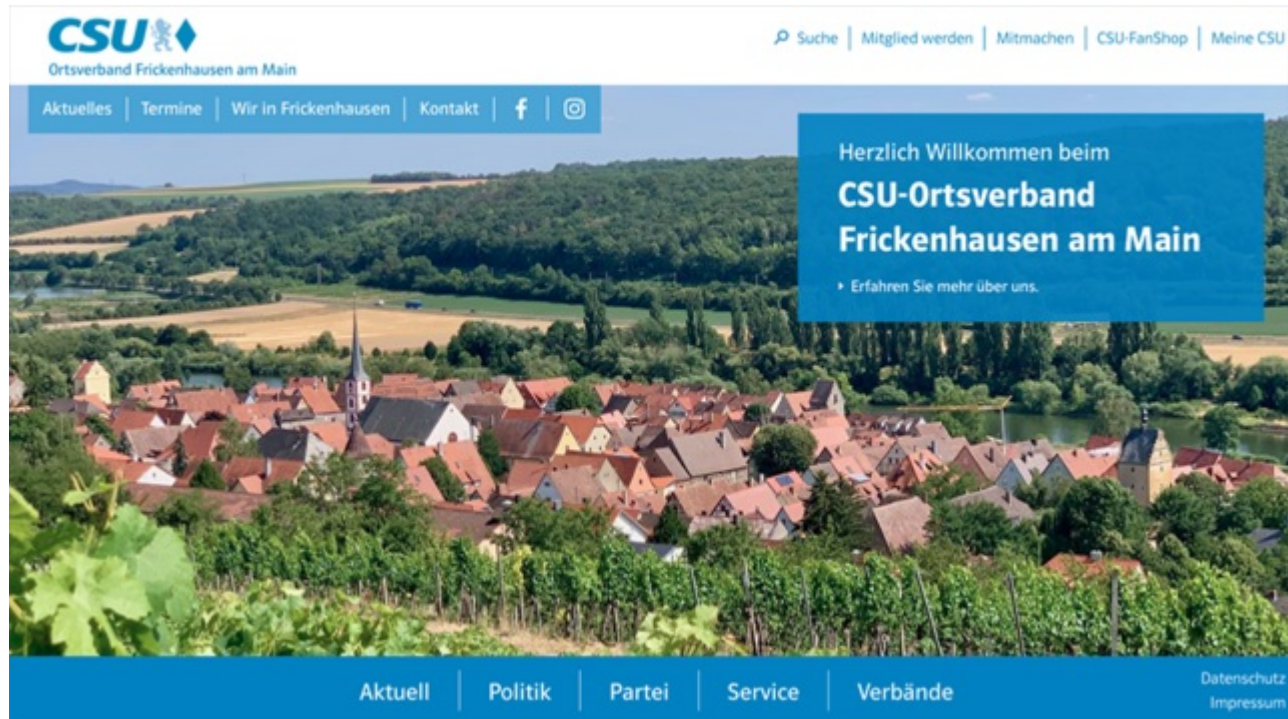 CSU
Ortsverband Frickenhausen am Main
Suche | Mitglied werden | Mitmachen | CSU-FanShop | Meine CSU
Aktuelles | Termine | Wir in Frickenhausen | Kontakt
Herzlich Willkommen beim
CSU-Ortsverband
Frickenhausen am Main
Erfahren Sie mehr über uns.
Aktuell | Politik | Partei | Service | Verbände
Datenschutz
Impressum